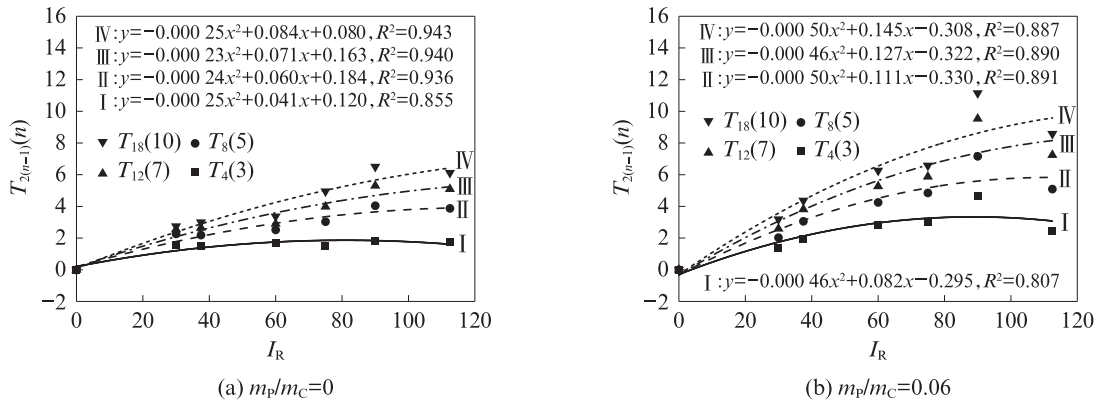 16
14
12
10
8
6
4
2
0
−2
T₂₍ₙ₋₁₎(n)
Ⅳ:y=−0.000 25x²+0.084x+0.080, R²=0.943
Ⅲ:y=−0.000 23x²+0.071x+0.163, R²=0.940
Ⅱ:y=−0.000 24x²+0.060x+0.184, R²=0.936
Ⅰ:y=−0.000 25x²+0.041x+0.120, R²=0.855
T₁₈(10) T₈(5)
T₁₂(7) T₄(3)
Ⅳ
Ⅲ
Ⅱ
Ⅰ
0 20 40 60 80 100 120
I_R
(a) m_P/m_C=0
16
14
12
10
8
6
4
2
0
−2
T₂₍ₙ₋₁₎(n)
Ⅳ:y=−0.000 50x²+0.145x−0.308, R²=0.887
Ⅲ:y=−0.000 46x²+0.127x−0.322, R²=0.890
Ⅱ:y=−0.000 50x²+0.111x−0.330, R²=0.891
T₁₈(10) T₈(5)
T₁₂(7) T₄(3)
Ⅳ
Ⅲ
Ⅱ
Ⅰ
Ⅰ:y=−0.000 46x²+0.082x−0.295, R²=0.807
0 20 40 60 80 100 120
I_R
(b) m_P/m_C=0.06